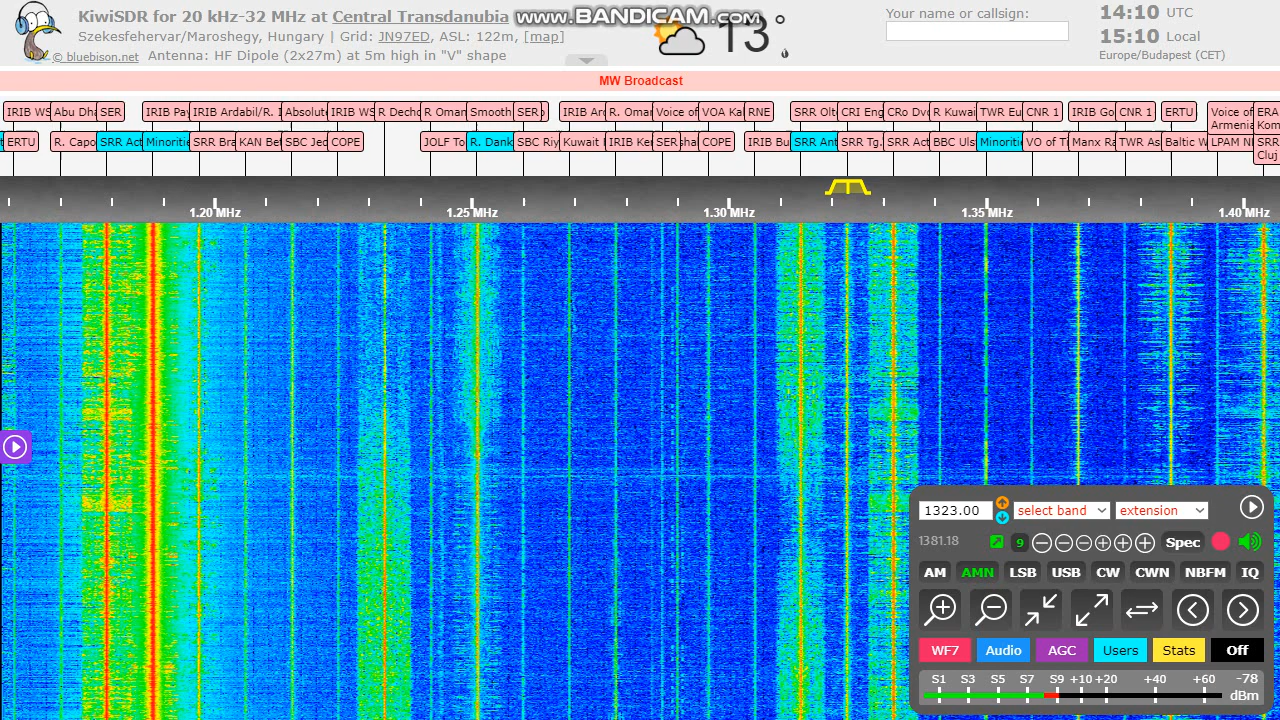 KiwiSDR for 20 kHz-32 MHz at Central Transdanubia
www.BANDICAM.com
13°
Your name or callsign:
14:10 UTC
Szekesfehervar/Maroshegy, Hungary | Grid: JN97ED, ASL: 122m, [map]
15:10 Local
© bluebison.net Antenna: HF Dipole (2x27m) at 5m high in "V" shape
Europe/Budapest (CET)
MW Broadcast
IRIB WS Abu Dha SER IRIB Pay IRIB Ardabil/R. I Absolut IRIB WS R Decho R Oman Smooth SER IRIB Ar R. Omar Voice of VOA Ka RNE SRR Olt CRI Eng CRo Dv R Kuwai TWR Eu CNR 1 IRIB Go CNR 1 ERTU Voice of Armenia ERA Kom
ERTU R. Capo SRR Act Minoritie SRR Bra KAN Be SBC Jed COPE JOLF To R. Dank SBC Riy Kuwait IRIB Ker SER shal COPE IRIB Bu SRR Ant SRR Tg. SRR Act BBC Uls Minoriti VO of Ti Manx Ra TWR As Baltic W LPAM N SRR Cluj
1.20 MHz 1.25 MHz 1.30 MHz 1.35 MHz 1.40 MHz
1323.00 select band extension
1381.18 9 Spec
AM AMN LSB USB CW CWN NBFM IQ
WF7 Audio AGC Users Stats Off
S1 S3 S5 S7 S9 +10 +20 +40 +60 -78
dBm